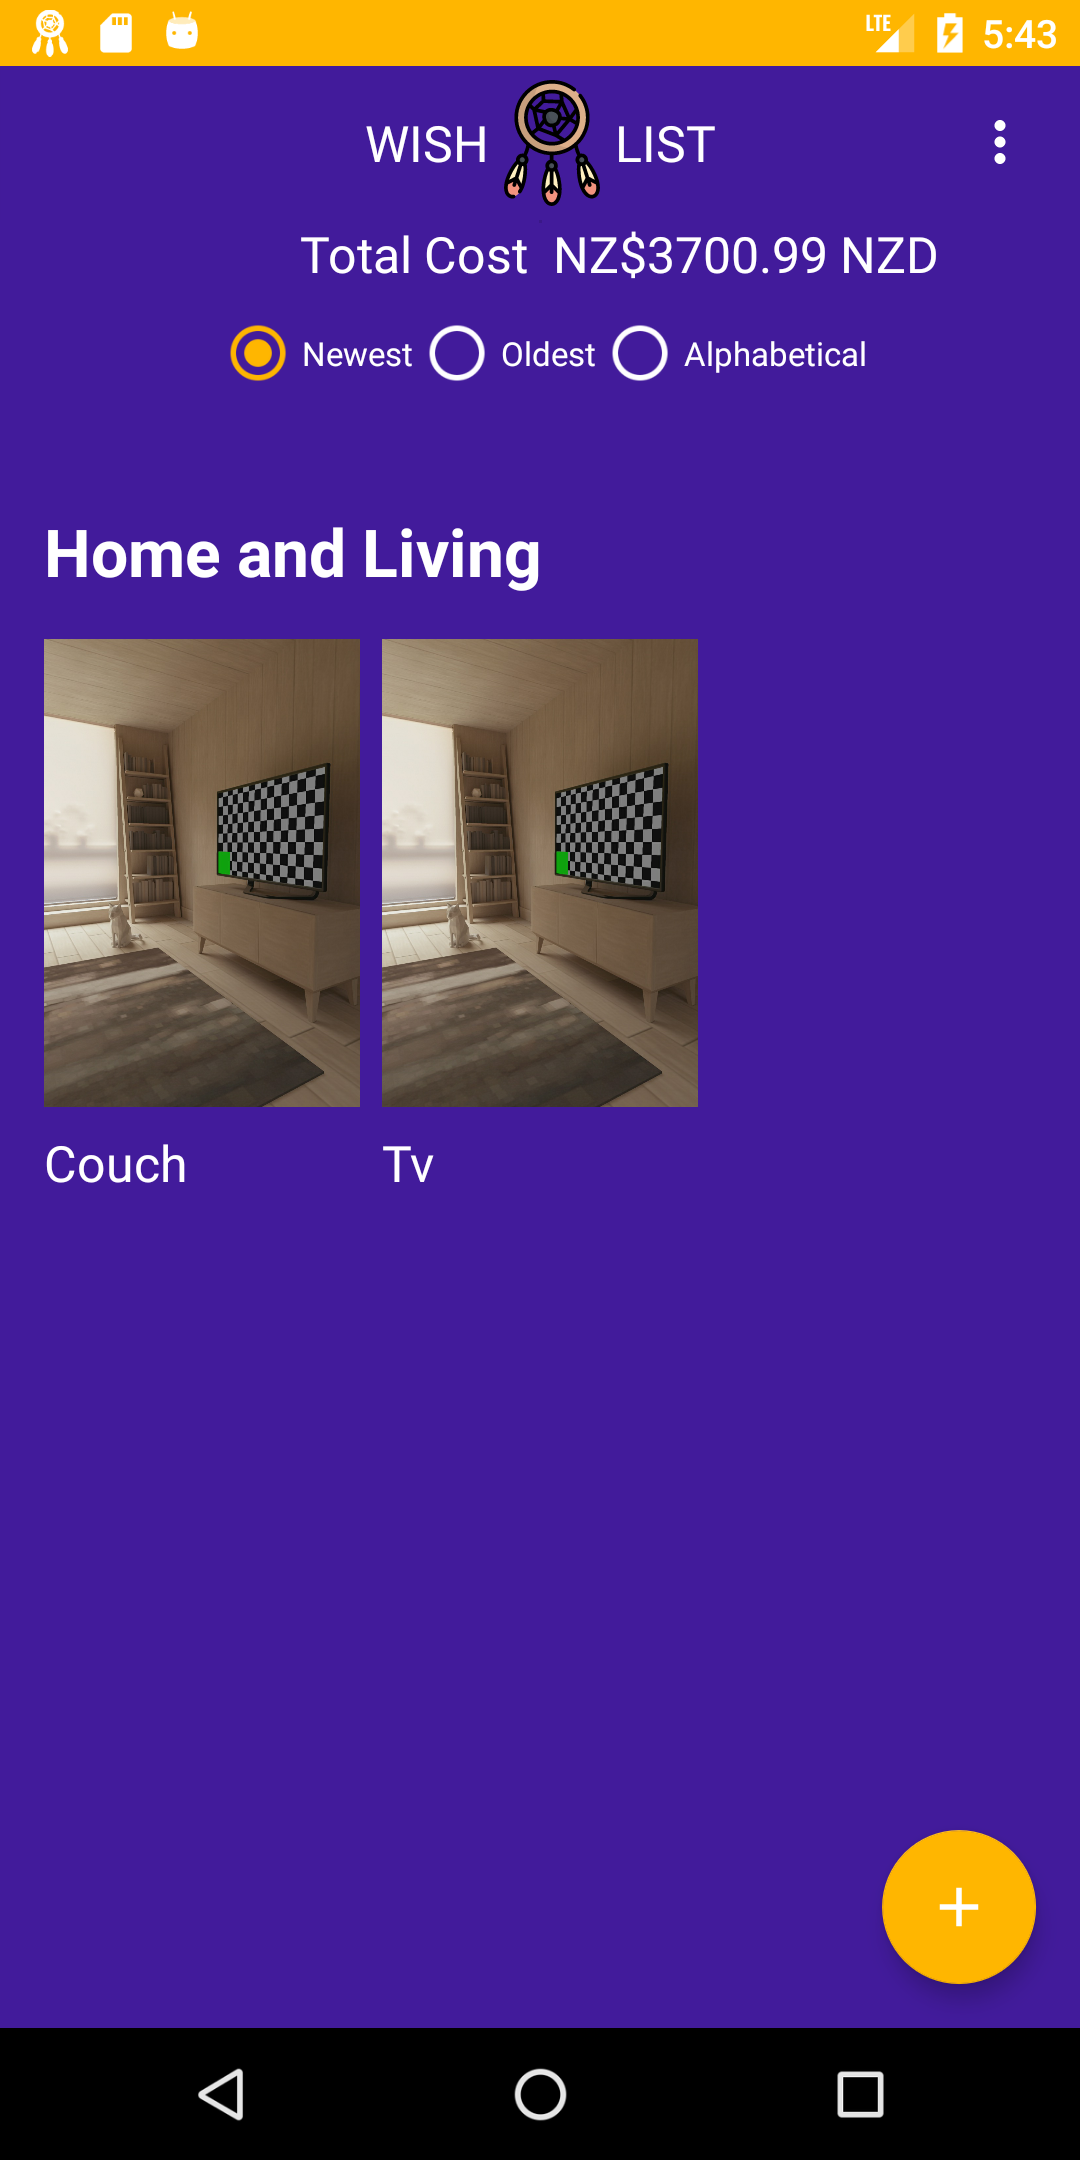 LTE 5:43
WISH LIST
Total Cost NZ$3700.99 NZD
Newest Oldest Alphabetical
Home and Living
Couch Tv
+